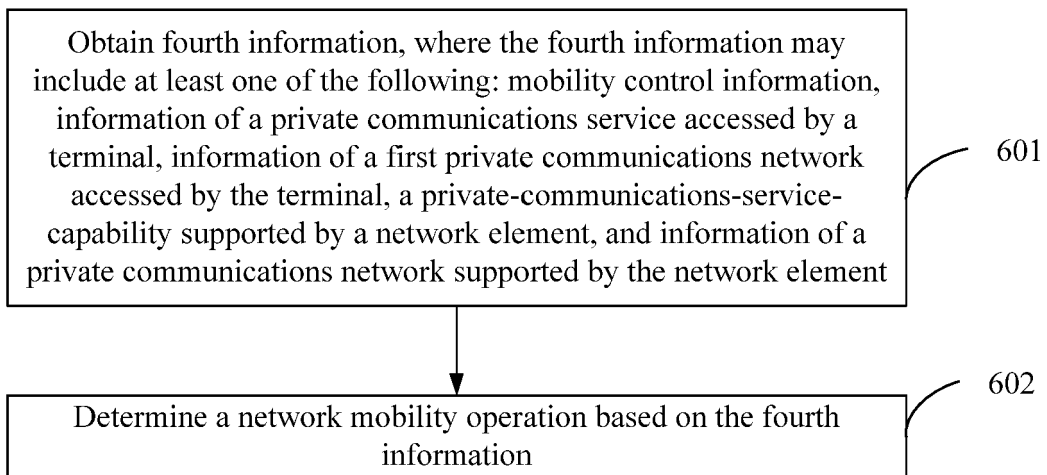 Obtain fourth information, where the fourth information may
include at least one of the following: mobility control information,
information of a private communications service accessed by a
terminal, information of a first private communications network
accessed by the terminal, a private-communications-service-
capability supported by a network element, and information of a
private communications network supported by the network element
601
602
Determine a network mobility operation based on the fourth
information